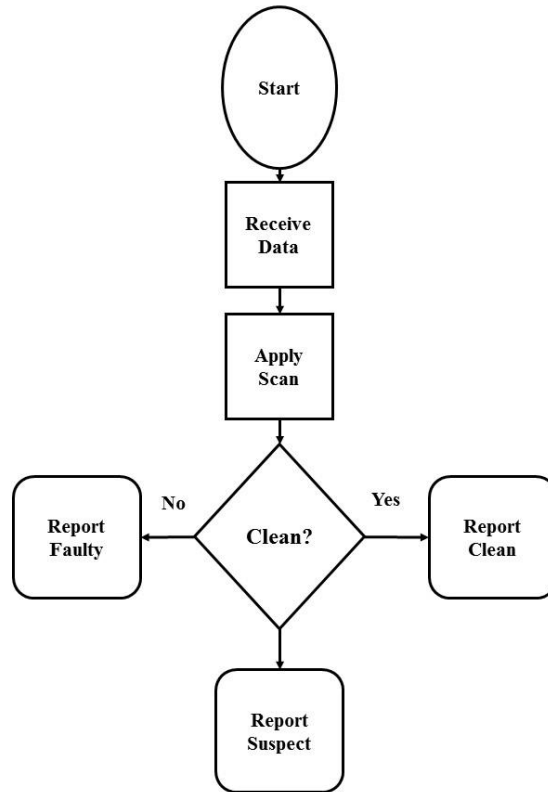 Start
Receive
Data
Apply
Scan
No
Yes
Report
Faulty
Clean?
Report
Clean
Report
Suspect